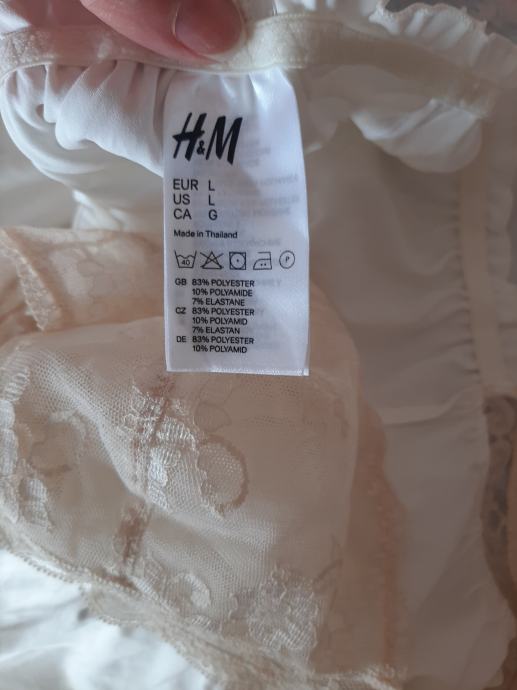 H&M
EUR L
US L
CA G
Made in Thailand
40 P
GB 83% POLYESTER
10% POLYAMIDE
7% ELASTANE
CZ 83% POLYESTER
10% POLYAMID
7% ELASTAN
DE 83% POLYESTER
10% POLYAMID